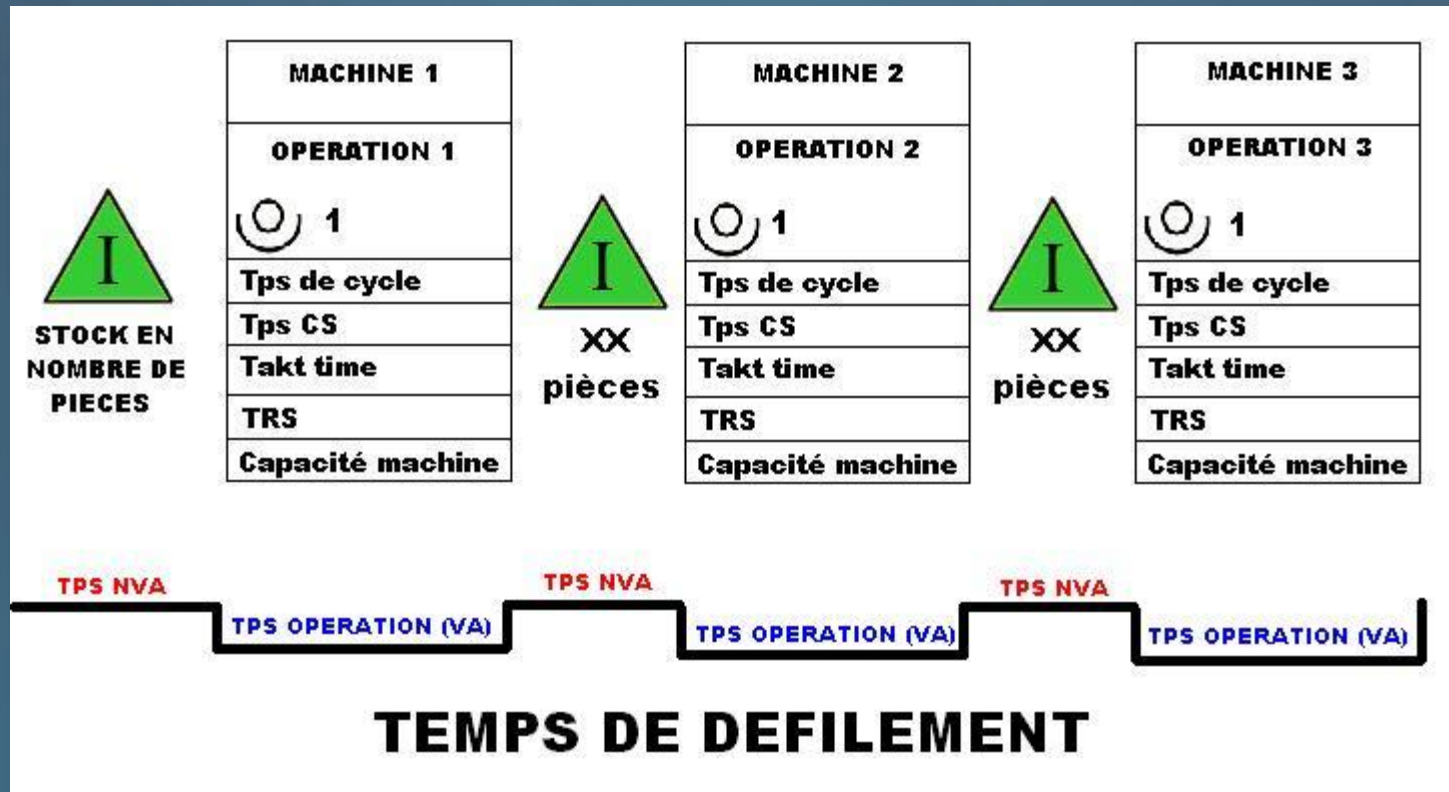 MACHINE 1
OPERATION 1
1
Tps de cycle
Tps CS
Takt time
TRS
Capacité machine
MACHINE 2
OPERATION 2
1
Tps de cycle
Tps CS
Takt time
TRS
Capacité machine
MACHINE 3
OPERATION 3
1
Tps de cycle
Tps CS
Takt time
TRS
Capacité machine
I
STOCK EN
NOMBRE DE
PIECES
I
XX
pièces
I
XX
pièces
TPS NVA
TPS OPERATION (VA)
TPS NVA
TPS OPERATION (VA)
TPS NVA
TPS OPERATION (VA)
TEMPS DE DEFILEMENT